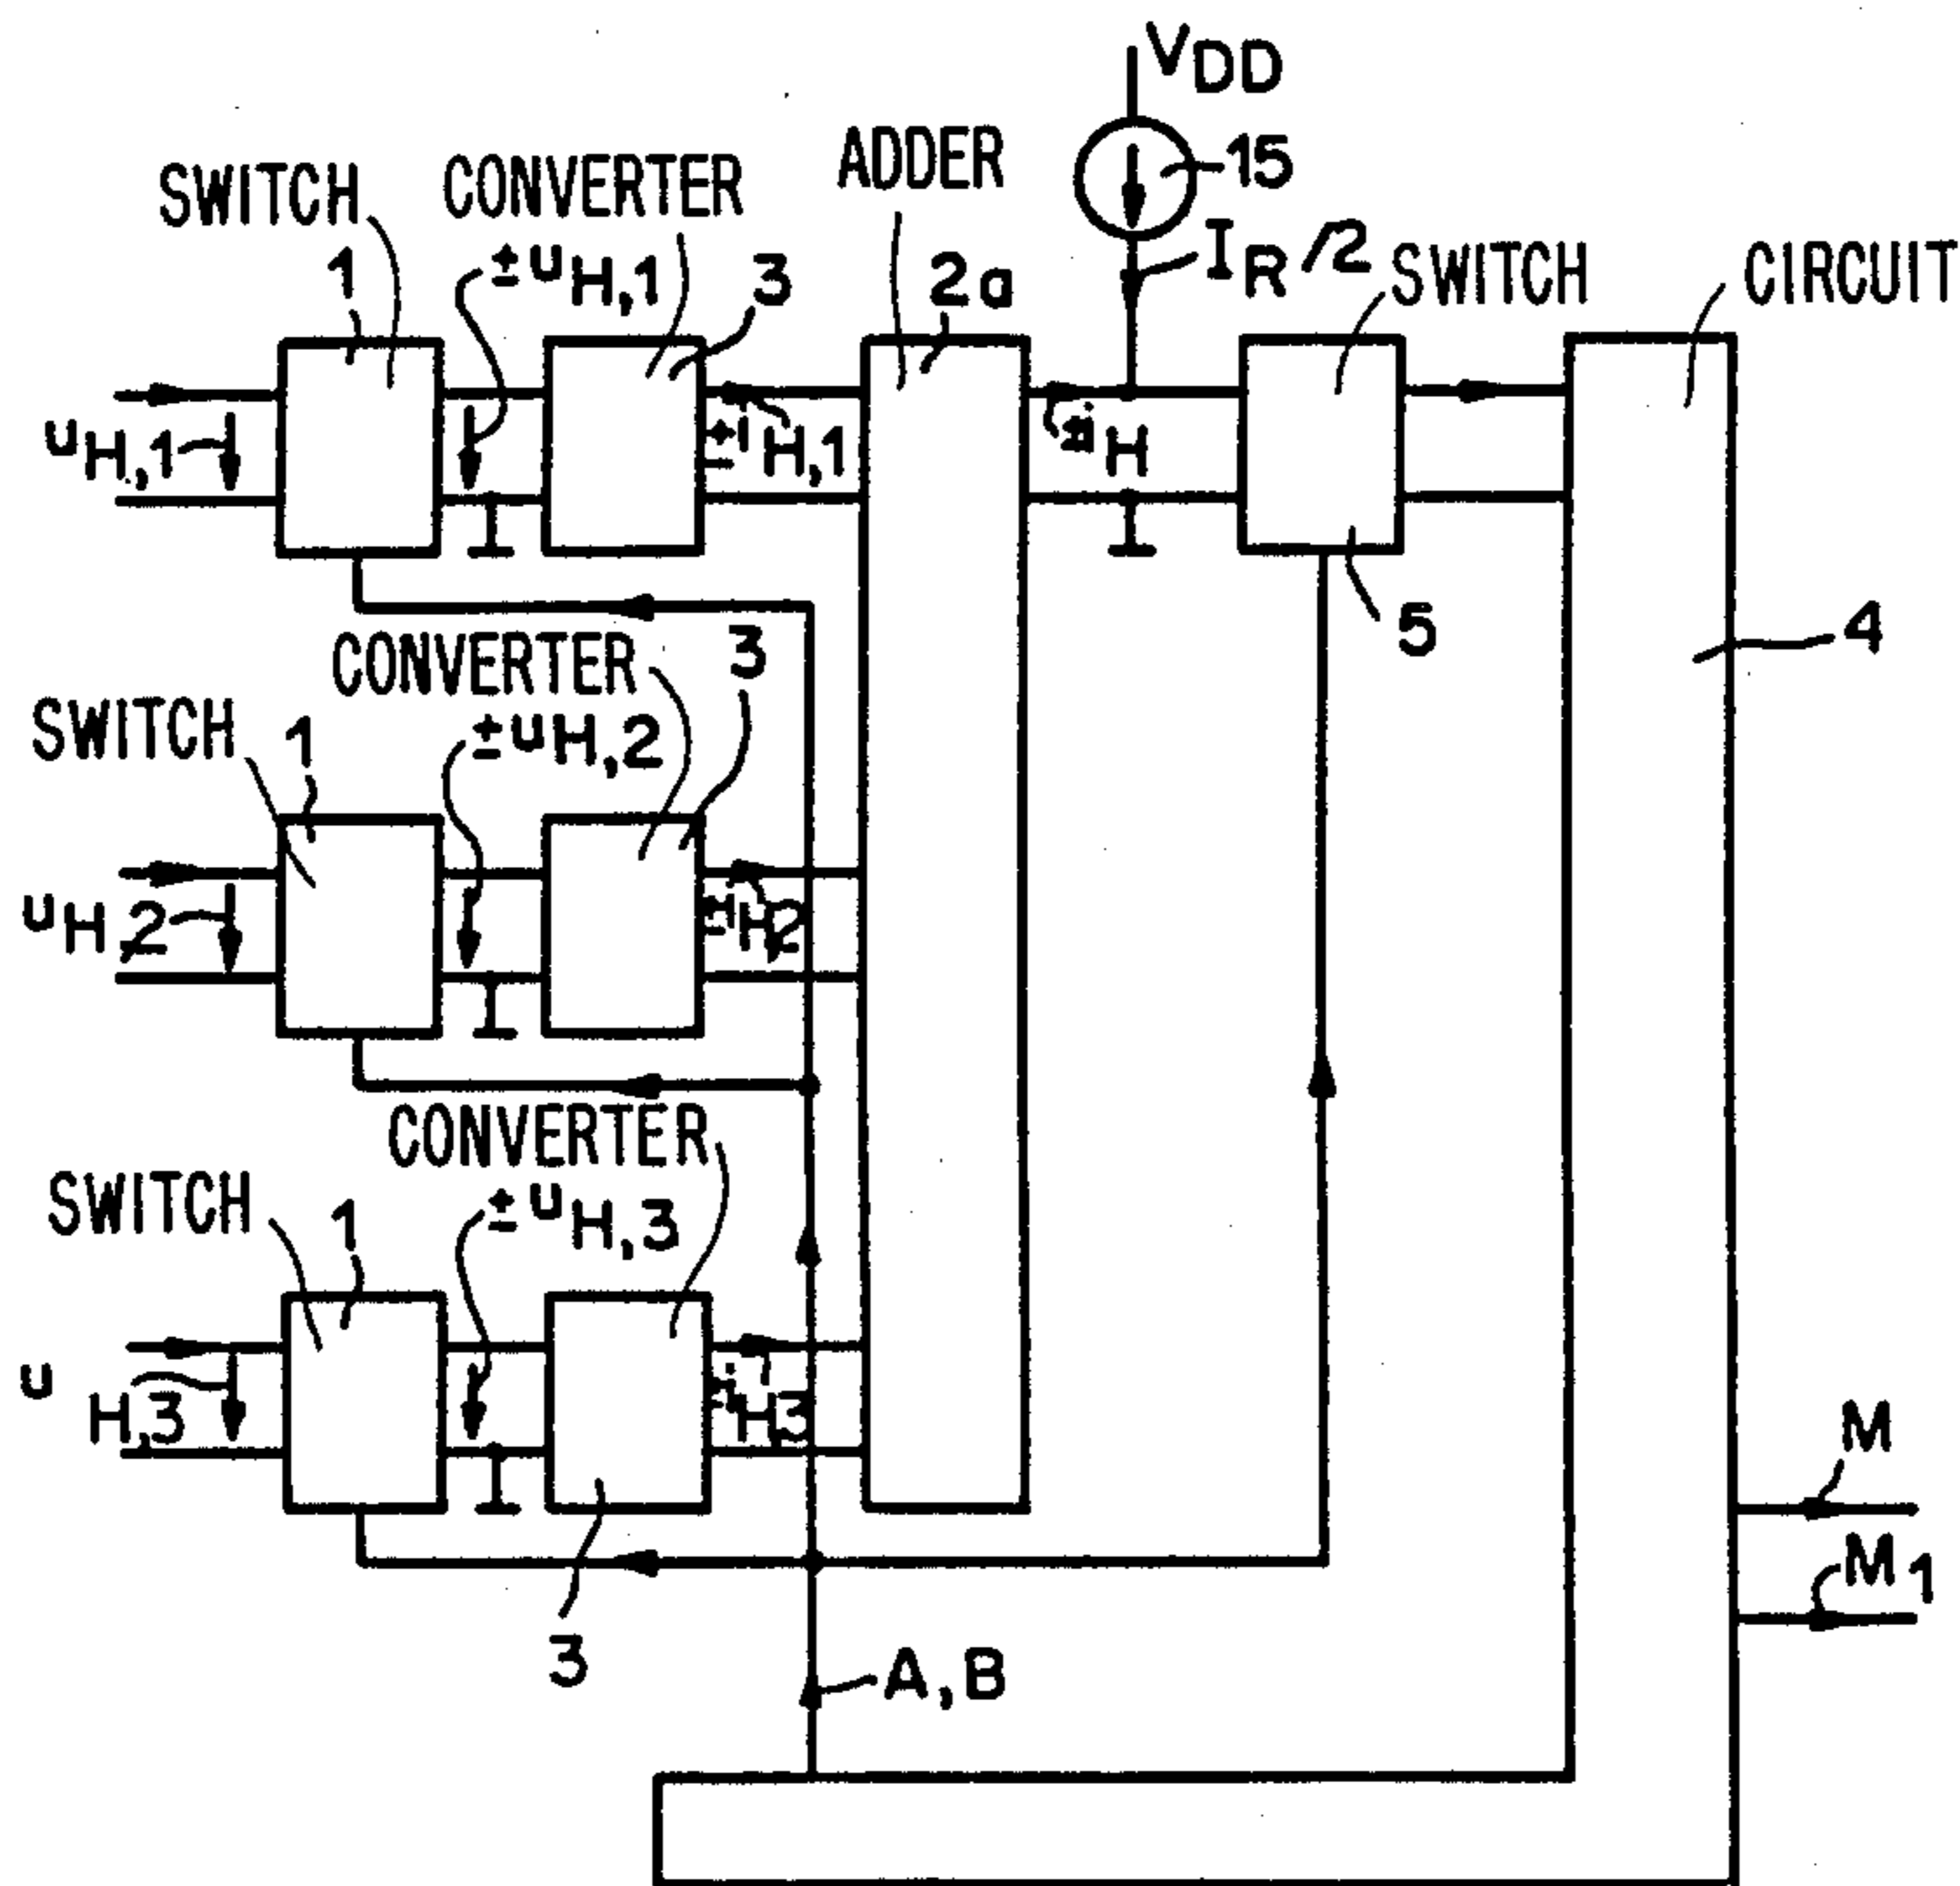 VDD
15
IR/2
SWITCH
CONVERTER
ADDER
1
±uH,1
3
2a
SWITCH
CIRCUIT
uH,1
±iH,1
±iH
5
4
CONVERTER
3
SWITCH
1
±uH,2
uH,2
±iH,2
CONVERTER
SWITCH
1
±uH,3
uH,3
±iH,3
3
M
M1
A,B